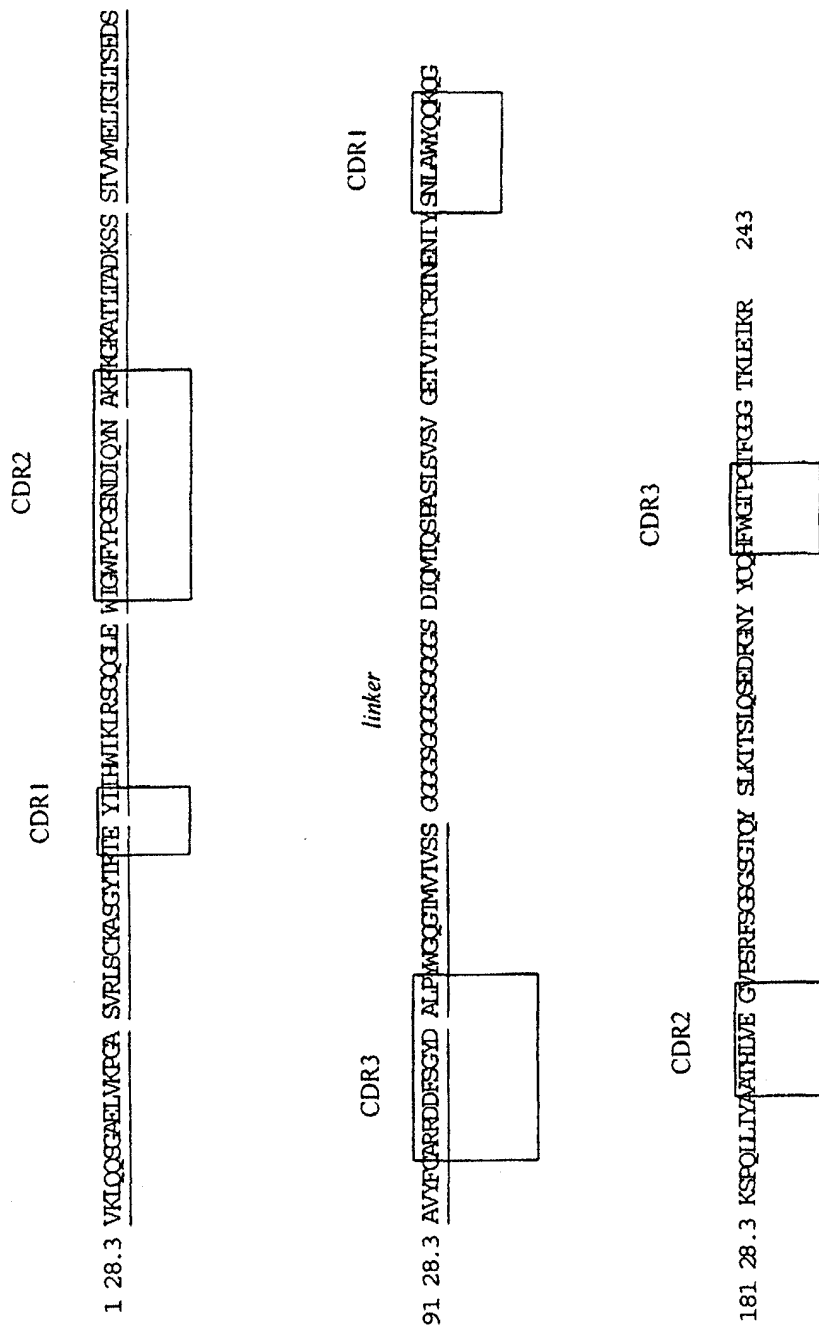 CDR1 CDR2
1 28.3 VKLQQSGAELVKPGA SVRLSCKASGYTFTE YTIHWIKLRSGQGLE WIGWFYPGSNDIQYN AKFKGKATLTADKSS STVYMELTGLTSEDS
CDR3 linker CDR1
91 28.3 AVYFCARRDDFSGYD ALPYWGQGTMVTVSS GGGGSGGGGSGGGGS DIQMTQSPASLSVSV GETVTITCRTNENIY SNLAWYQQKQG
CDR2 CDR3
181 28.3 KSPQLLIYAATHLVE GVPSRFSGSGSGTQY SLKITSLQSEDFGNY YCQHFWGTPCTFGGG TKLEIKR 243